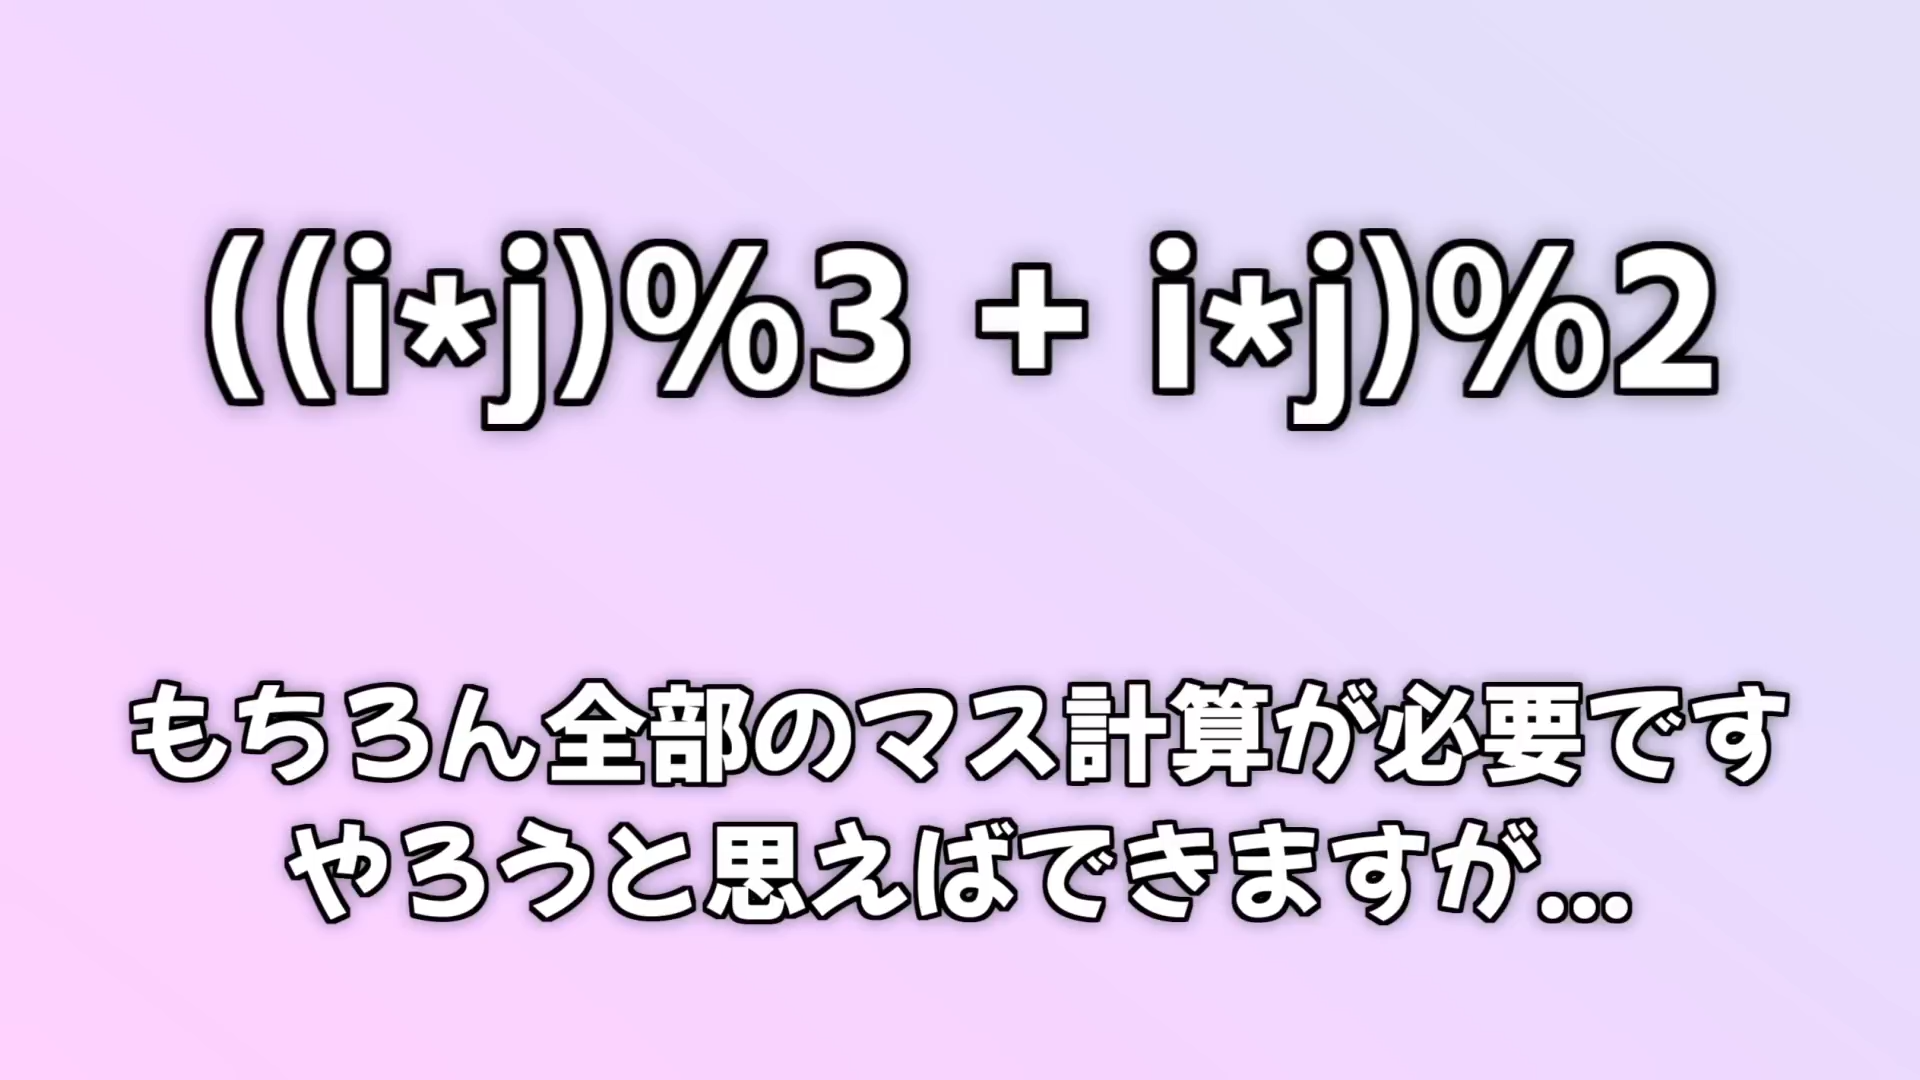 ((i*j)%3 + i*j)%2
もちろん全部のマス計算が必要です
やろうと思えばできますが...